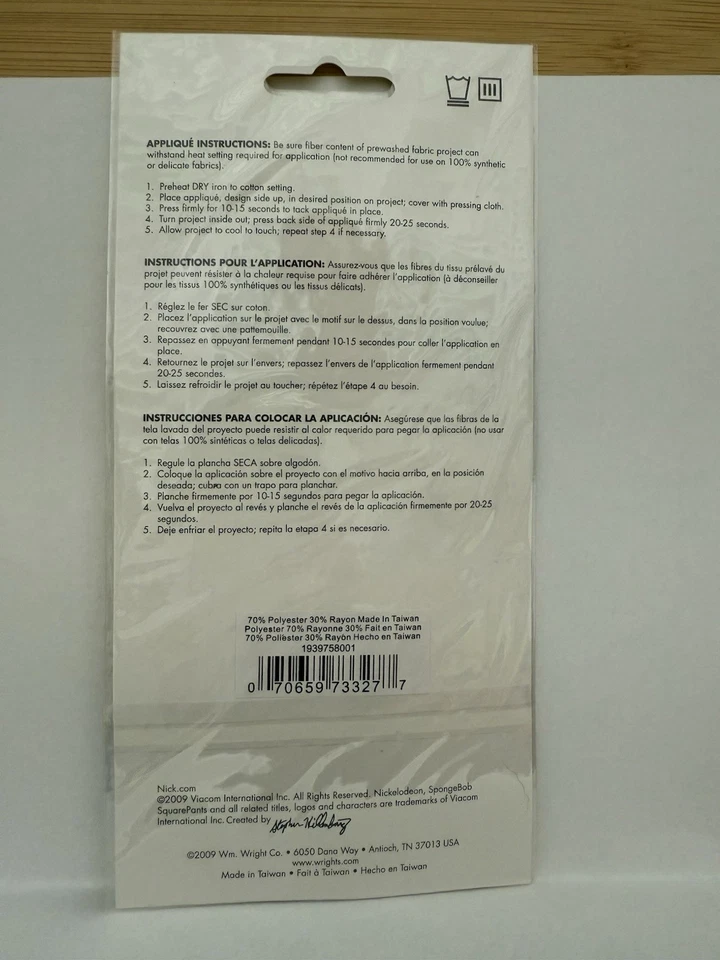 APPLIQUÉ INSTRUCTIONS: Be sure fiber content of prewashed fabric project can
withstand heat setting required for application (not recommended for use on 100% synthetic
or delicate fabrics).
1. Preheat DRY iron to cotton setting.
2. Place appliqué, design side up, in desired position on project; cover with pressing cloth.
3. Press firmly for 10-15 seconds to tack appliqué in place.
4. Turn project inside out; press back side of appliqué firmly 20-25 seconds.
5. Allow project to cool to touch; repeat step 4 if necessary.
INSTRUCTIONS POUR L'APPLICATION: Assurez-vous que les fibres du tissu prélavé du
projet peuvent résister à la chaleur requise pour faire adhérer l'application (à déconseiller
pour les tissus 100% synthétiques ou les tissus délicats).
1. Réglez le fer SEC sur coton.
2. Placez l'application sur le projet avec le motif sur le dessus, dans la position voulue;
recouvrez avec une pattemouille.
3. Repassez en appuyant fermement pendant 10-15 secondes pour coller l'application en
place.
4. Retournez le projet sur l'envers; repassez l'envers de l'application fermement pendant
20-25 secondes.
5. Laissez refroidir le projet au toucher; répétez l'étape 4 au besoin.
INSTRUCCIONES PARA COLOCAR LA APLICACIÓN: Asegúrese que las fibras de la
tela lavada del proyecto puede resistir al calor requerido para pegar la aplicación (no usar
con telas 100% sintéticas o telas delicadas).
1. Regule la plancha SECA sobre algodón.
2. Coloque la aplicación sobre el proyecto con el motivo hacia arriba, en la posición
deseada; cubra con un trapo para planchar.
3. Planche firmemente por 10-15 segundos para pegar la aplicación.
4. Vuelva el proyecto al revés y planche el revés de la aplicación firmemente por 20-25
segundos.
5. Deje enfriar el proyecto; repita la etapa 4 si es necesario.
70% Polyester 30% Rayon Made In Taiwan
Polyester 70% Rayonne 30% Fait en Taiwan
70% Poliester 30% Rayòn Hecho en Taiwan
1939758001
0 70659 73327 7
Nick.com
©2009 Viacom International Inc. All Rights Reserved. Nickelodeon, SpongeBob
SquarePants and all related titles, logos and characters are trademarks of Viacom
International Inc. Created by Stephen Hillenburg
©2009 Wm. Wright Co. • 6050 Dana Way • Antioch, TN 37013 USA
www.wrights.com
Made in Taiwan • Fait à Taiwan • Hecho en Taiwan